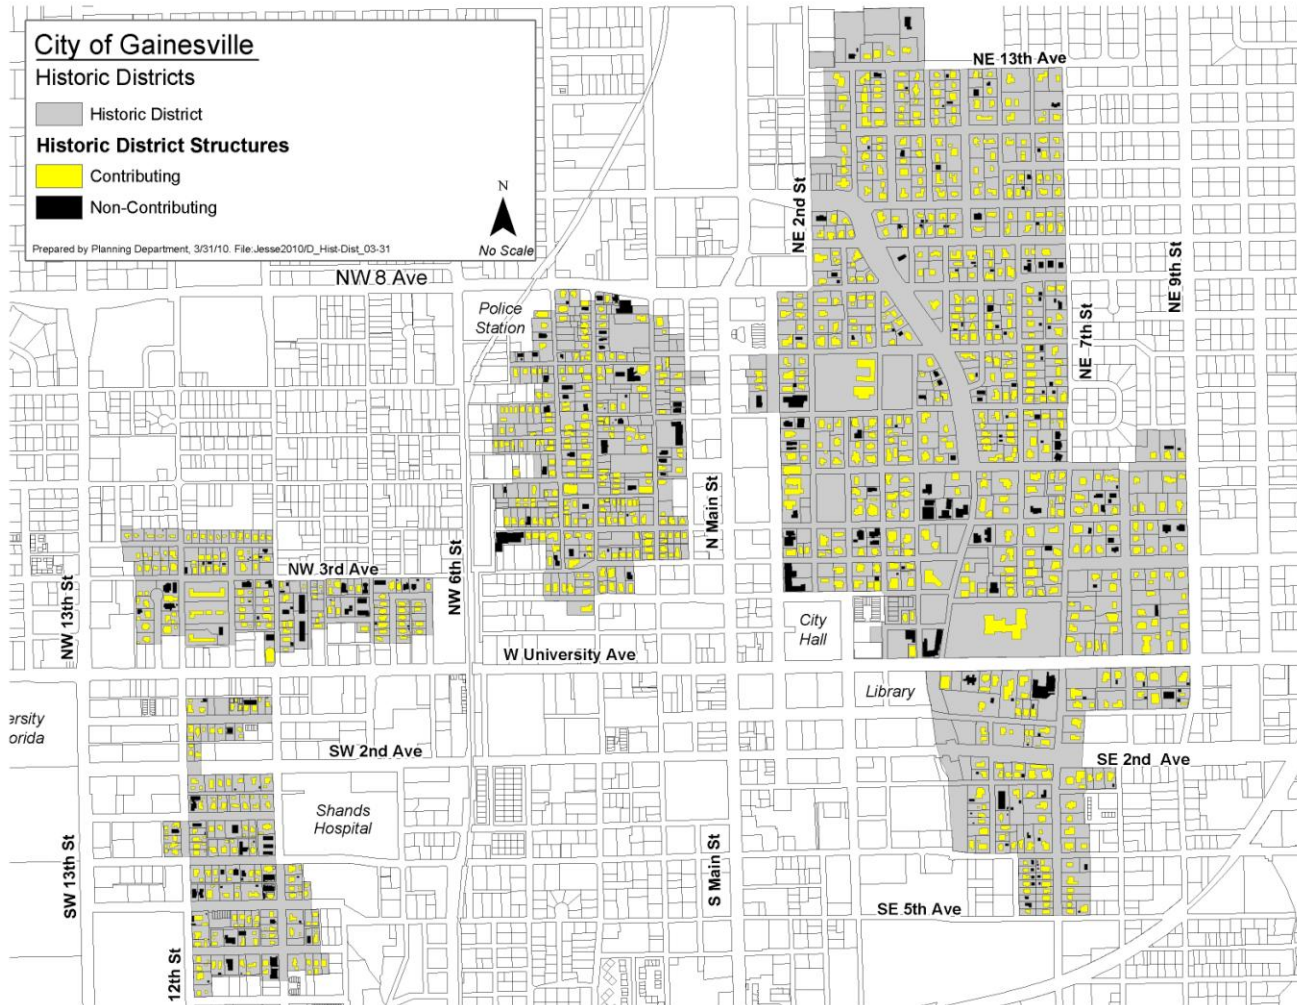 City of Gainesville
Historic Districts
Historic District
Historic District Structures
Contributing
Non-Contributing
Prepared by Planning Department, 3/31/10. File:Jesse2010/D_Hist-Dist_03-31
N
No Scale
NE 13th Ave
NE 2nd St
NE 9th St
NW 8 Ave
Police
Station
NE 7th St
N Main St
NW 3rd Ave
NW 6th St
NW 13th St
City
Hall
W University Ave
Library
ersity
orida
SW 2nd Ave
SE 2nd Ave
Shands
Hospital
SW 13th St
S Main St
SE 5th Ave
12th St